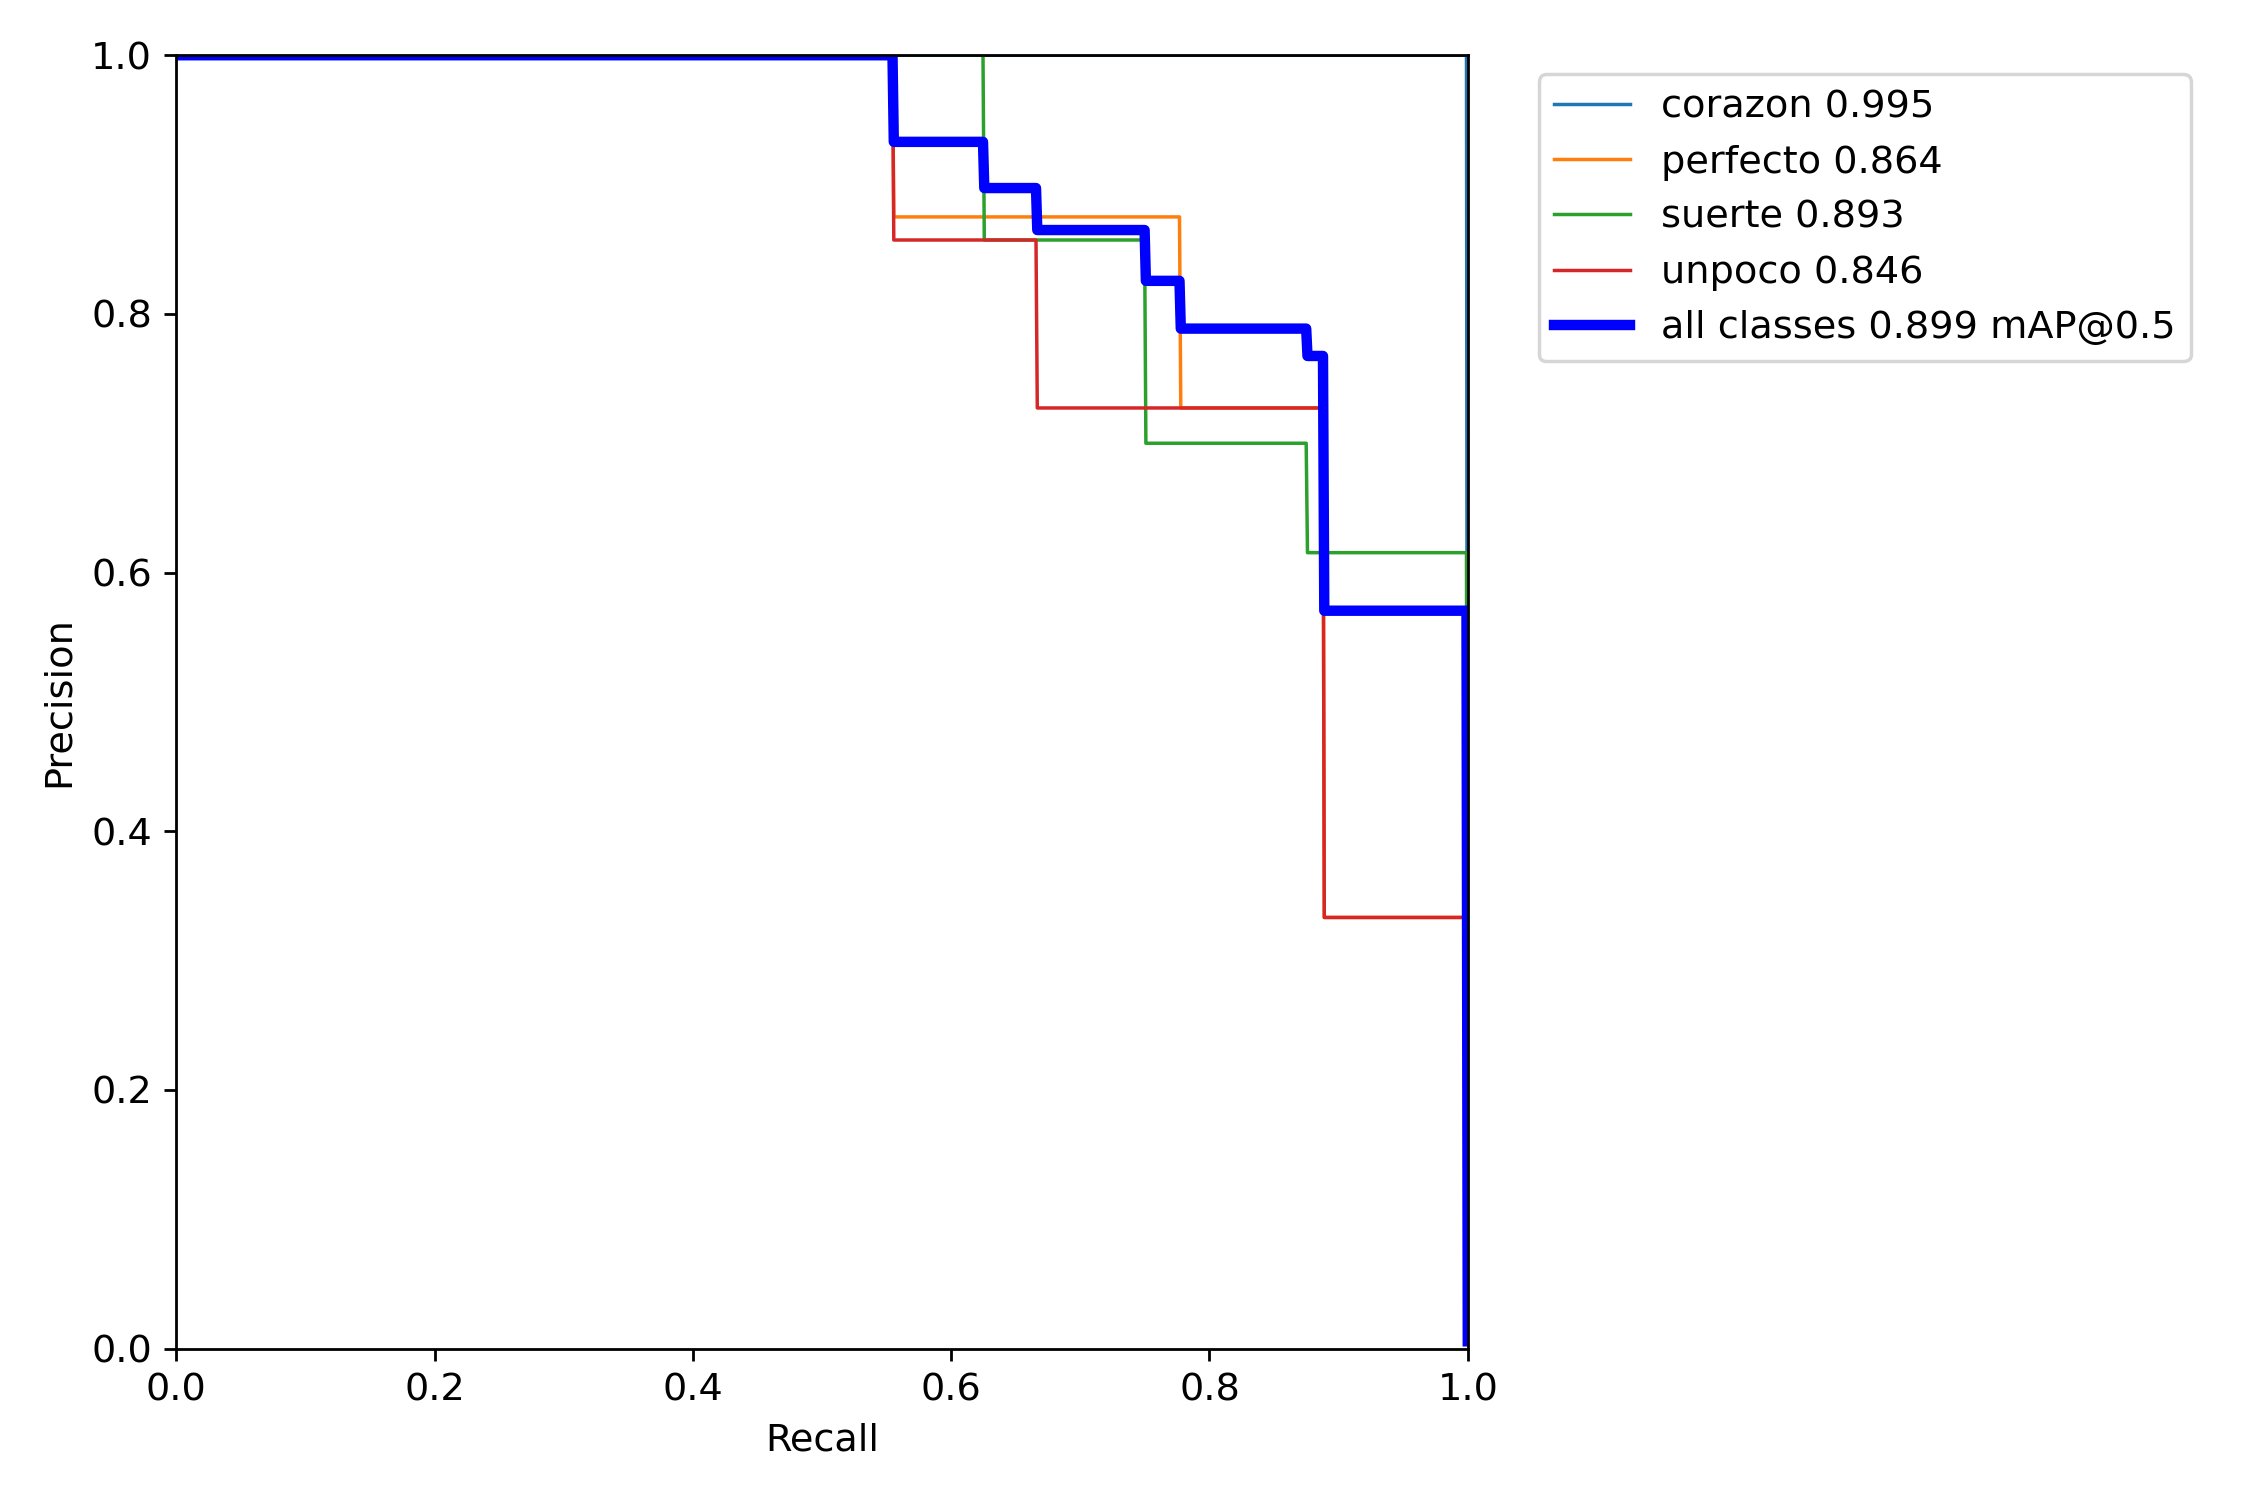 1.0
0.8
0.6
0.4
0.2
0.0
Precision
0.0 0.2 0.4 0.6 0.8 1.0
Recall
corazon 0.995
perfecto 0.864
suerte 0.893
unpoco 0.846
all classes 0.899 mAP@0.5